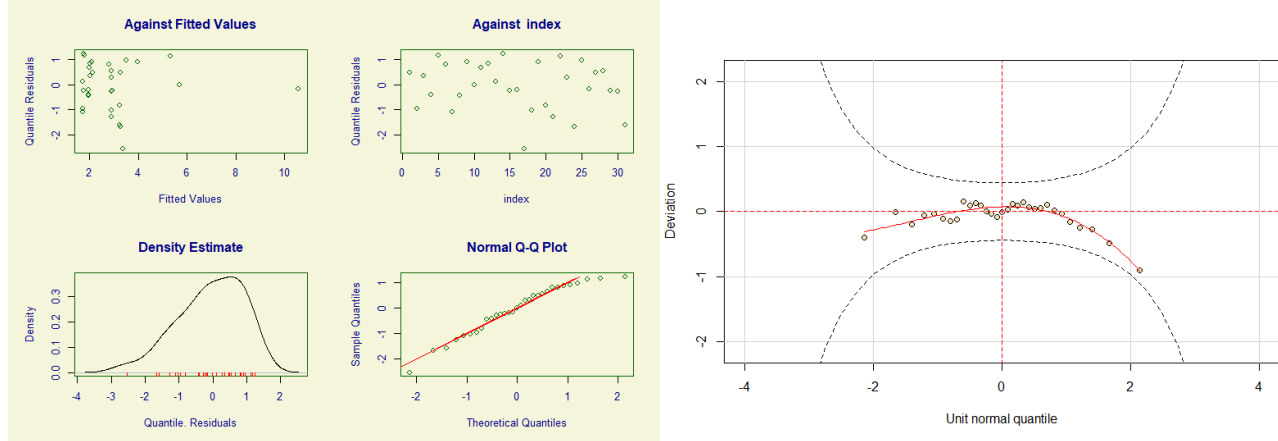 Against Fitted Values
Quantile Residuals
1
0
-1
-2
2 4 6 8 10
Fitted Values
Against index
Quantile Residuals
1
0
-1
-2
0 5 10 15 20 25 30
index
Density Estimate
Density
0.3
0.2
0.1
0.0
-4 -3 -2 -1 0 1 2
Quantile. Residuals
Normal Q-Q Plot
Sample Quantiles
1
0
-1
-2
-2 -1 0 1 2
Theoretical Quantiles
Deviation
2
1
0
-1
-2
-4 -2 0 2 4
Unit normal quantile